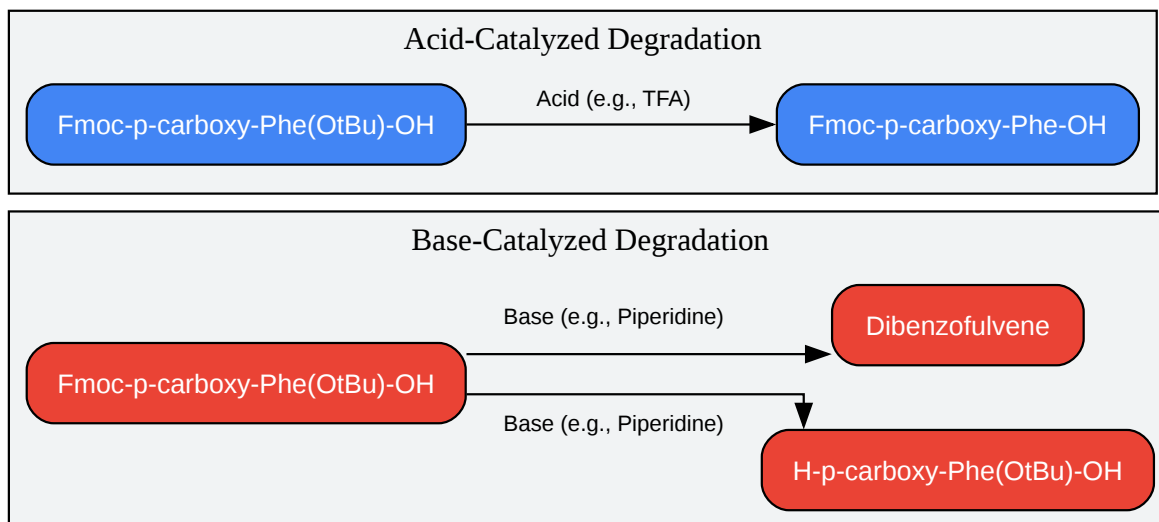 Acid-Catalyzed Degradation
Fmoc-p-carboxy-Phe(OtBu)-OH
Acid (e.g., TFA)
Fmoc-p-carboxy-Phe-OH
Base-Catalyzed Degradation
Base (e.g., Piperidine)
Dibenzofulvene
Fmoc-p-carboxy-Phe(OtBu)-OH
Base (e.g., Piperidine)
H-p-carboxy-Phe(OtBu)-OH